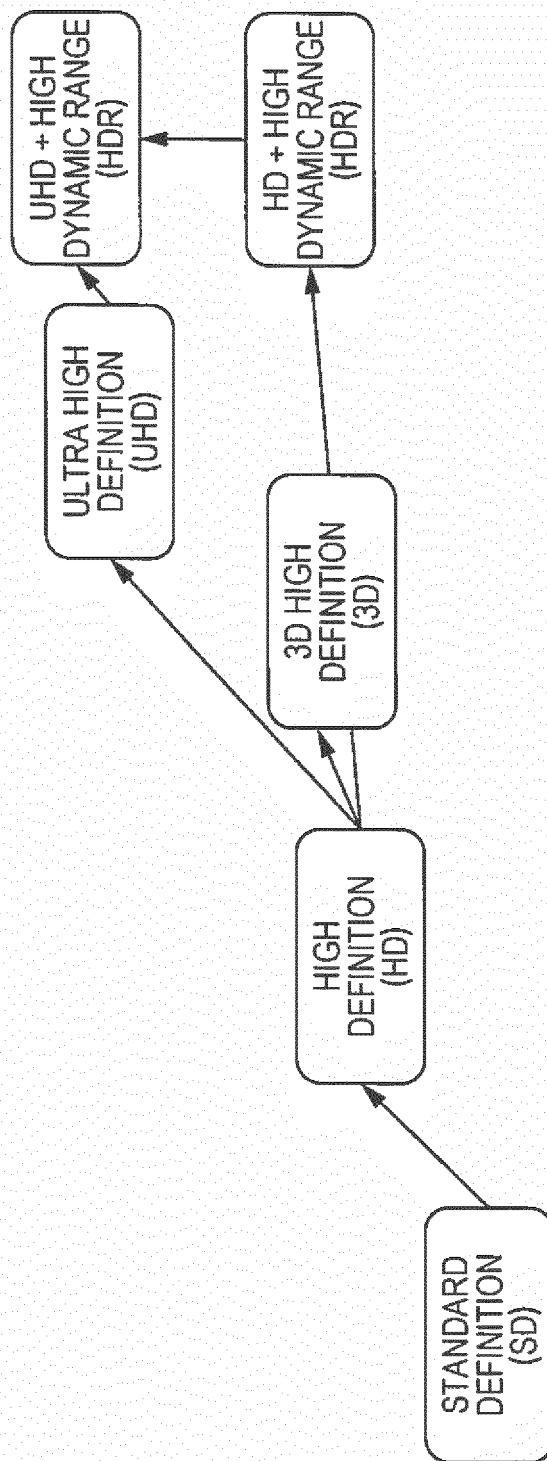 STANDARD
DEFINITION
(SD)
HIGH
DEFINITION
(HD)
3D HIGH
DEFINITION
(3D)
ULTRA HIGH
DEFINITION
(UHD)
UHD + HIGH
DYNAMIC RANGE
(HDR)
HD + HIGH
DYNAMIC RANGE
(HDR)